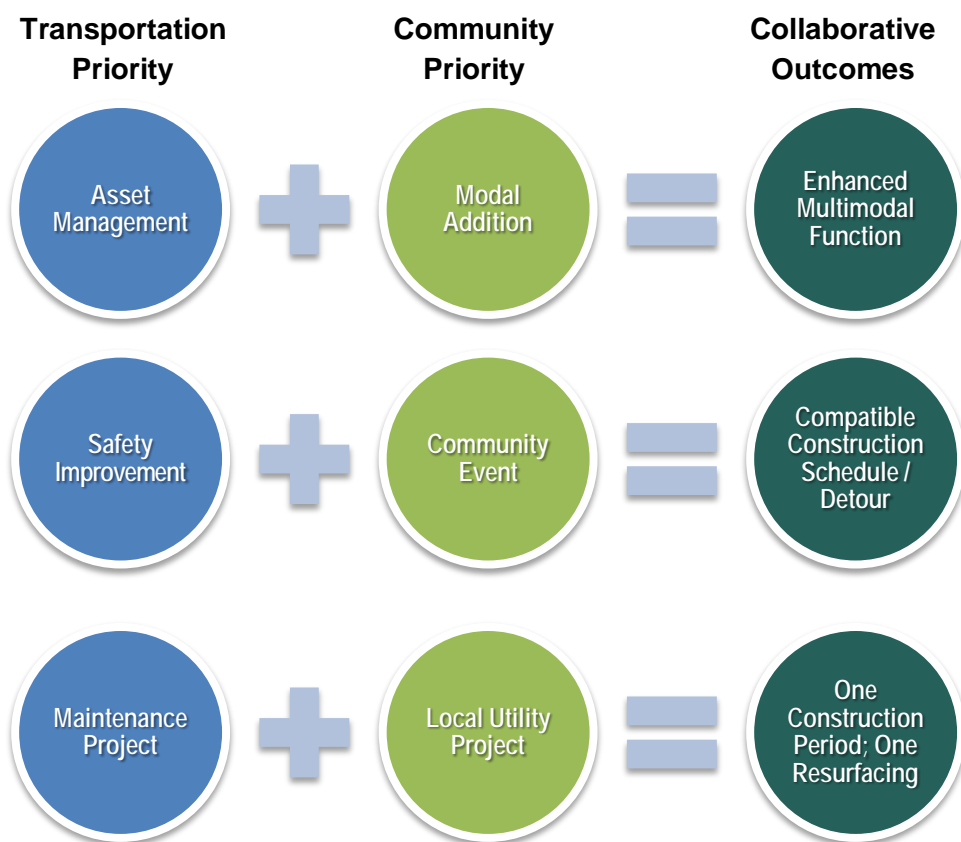 Transportation
Priority
Community
Priority
Collaborative
Outcomes
Asset
Management
Modal
Addition
Enhanced
Multimodal
Function
Safety
Improvement
Community
Event
Compatible
Construction
Schedule /
Detour
Maintenance
Project
Local Utility
Project
One
Construction
Period; One
Resurfacing